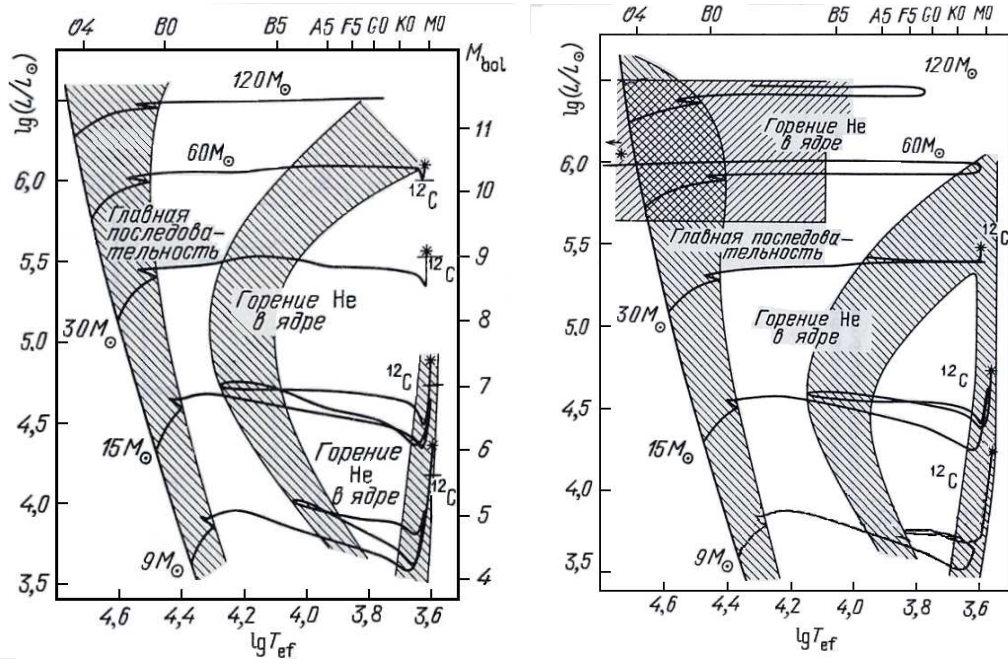 O4 B0 B5 A5 F5 G0 K0 M0
lg(L/L⊙)
M bol
120M⊙
60M⊙
30M⊙
15M⊙
9M⊙
Главная
последова-
тельность
Горение He
в ядре
Горение
He
в ядре
¹²C
¹²C
¹²C
¹²C
6,0
5,5
5,0
4,5
4,0
3,5
11
10
9
8
7
6
5
4
4,6 4,4 4,2 4,0 3,8 3,6
lgTef
O4 B0 B5 A5 F5 G0 K0 M0
lg(L/L⊙)
120M⊙
Горение He
в ядре
60M⊙
Главная последова-
тельность
30M⊙
Горение He
в ядре
15M⊙
9M⊙
¹²C
¹²C
¹²C
6,0
5,5
5,0
4,5
4,0
3,5
4,6 4,4 4,2 4,0 3,8 3,6
lgTef